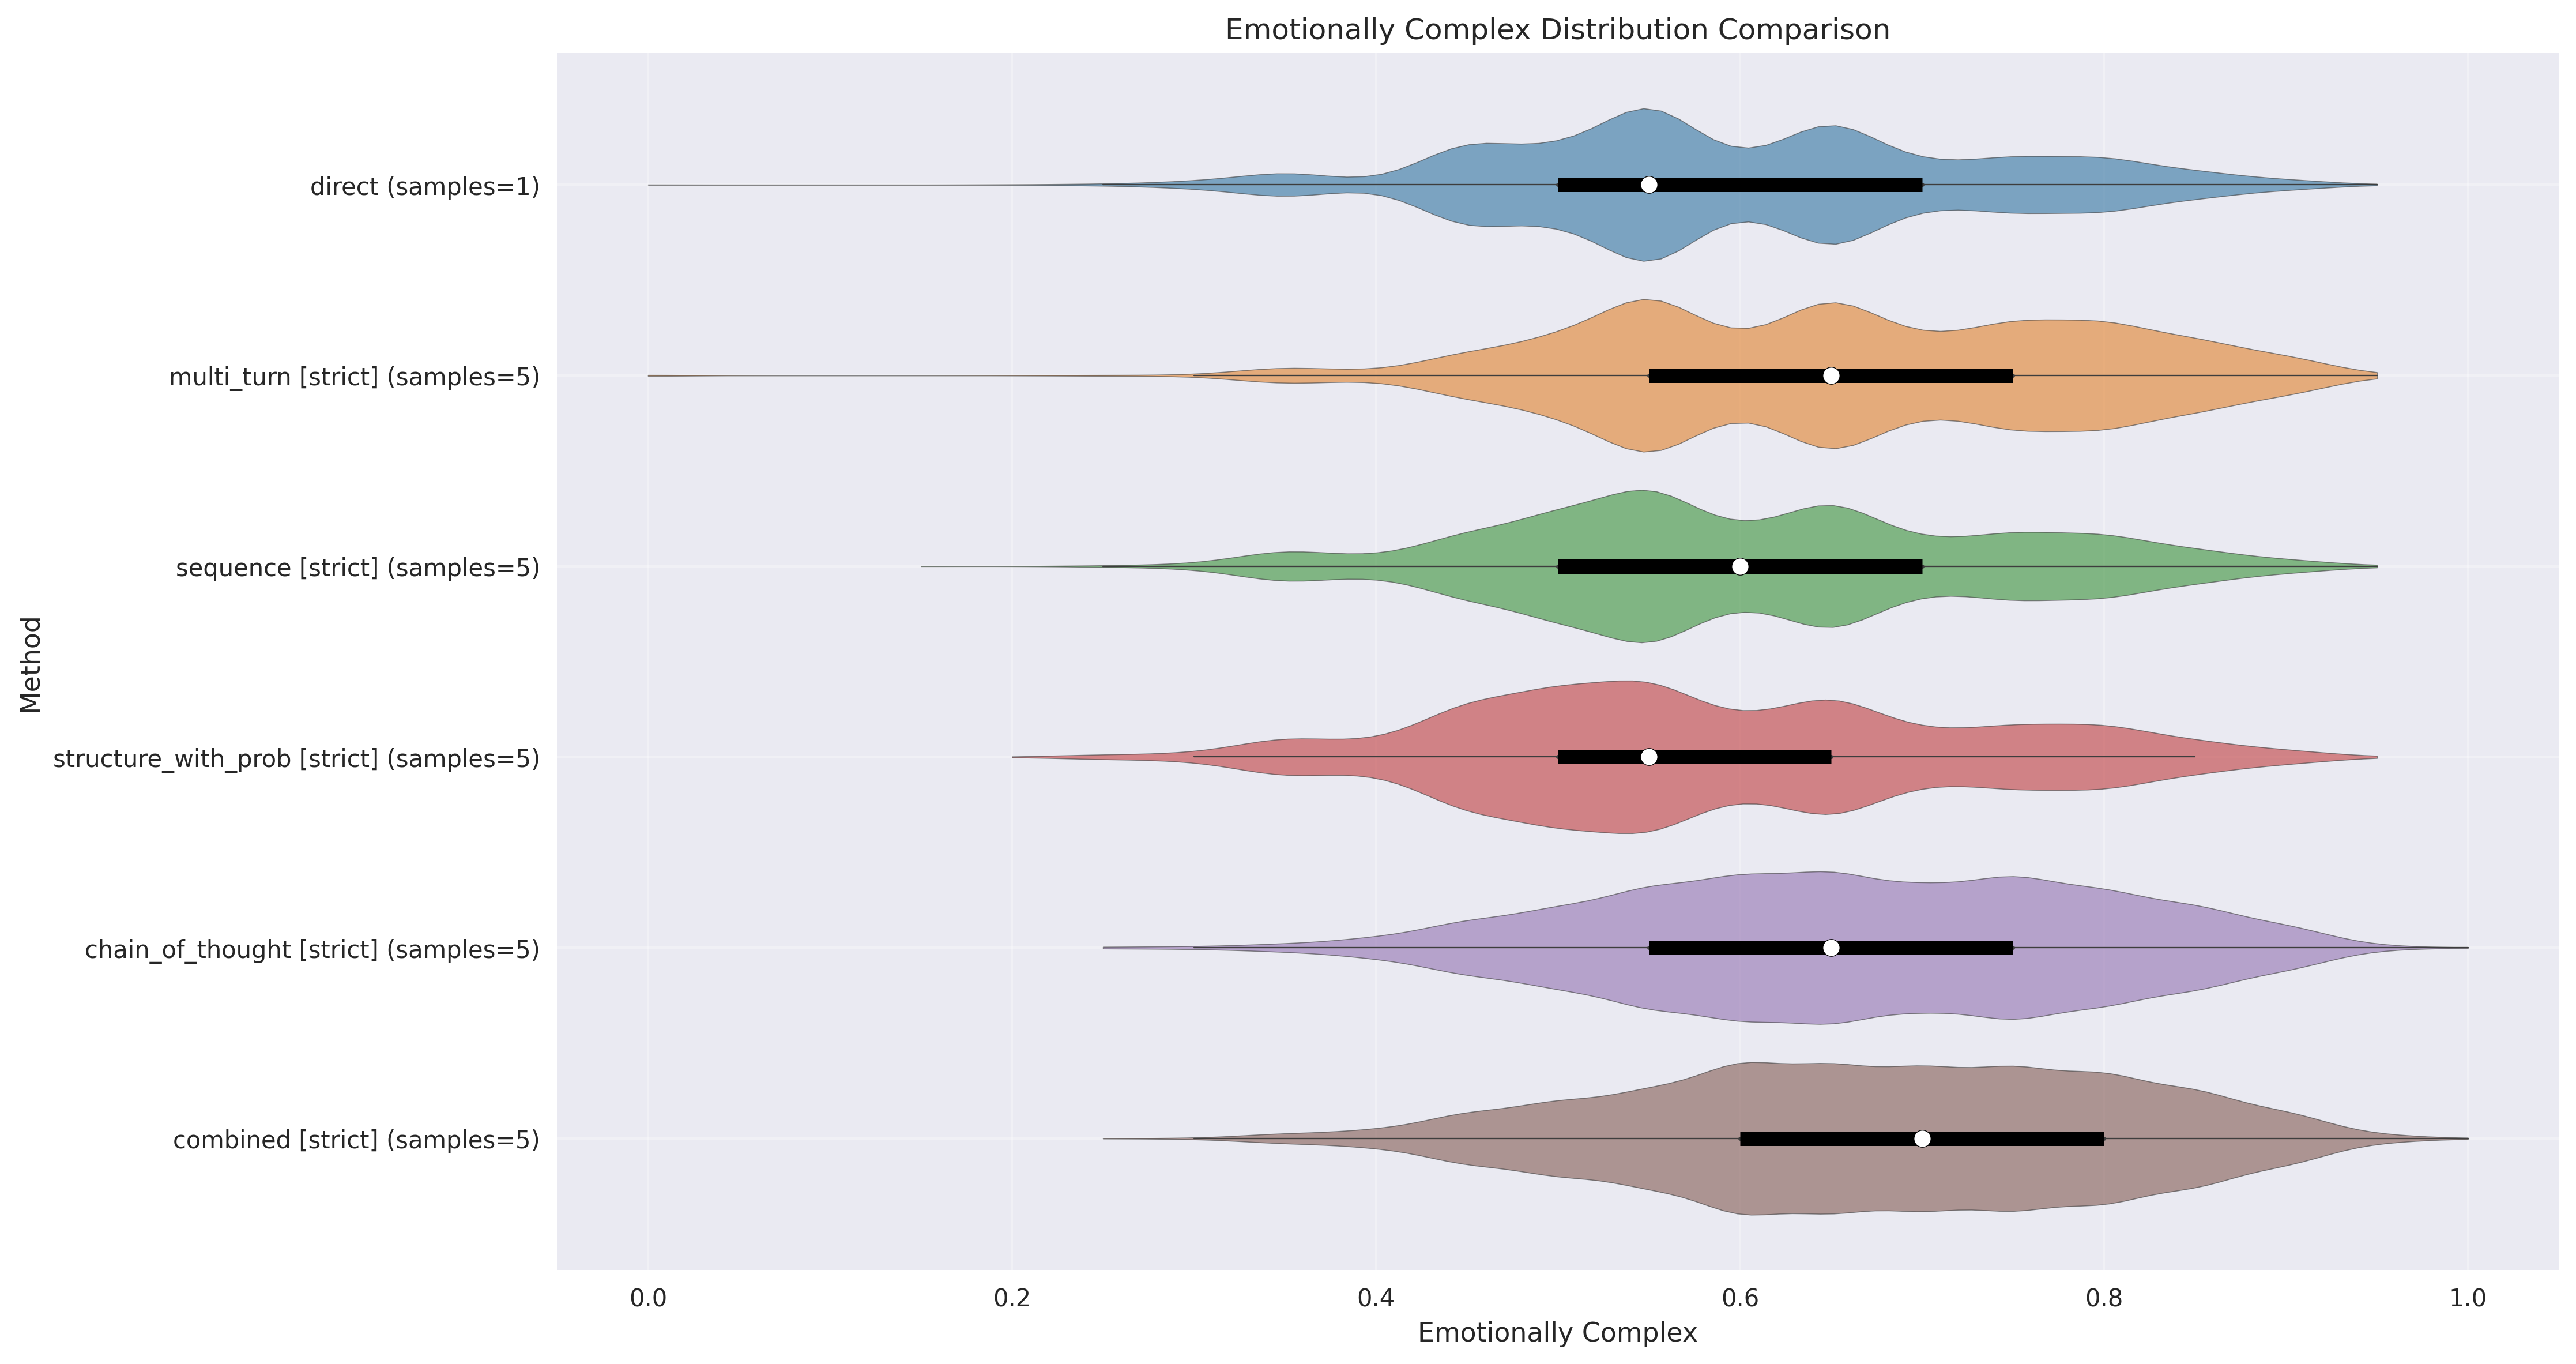 Emotionally Complex Distribution Comparison
Method
direct (samples=1)
multi_turn [strict] (samples=5)
sequence [strict] (samples=5)
structure_with_prob [strict] (samples=5)
chain_of_thought [strict] (samples=5)
combined [strict] (samples=5)
0.0 0.2 0.4 0.6 0.8 1.0
Emotionally Complex